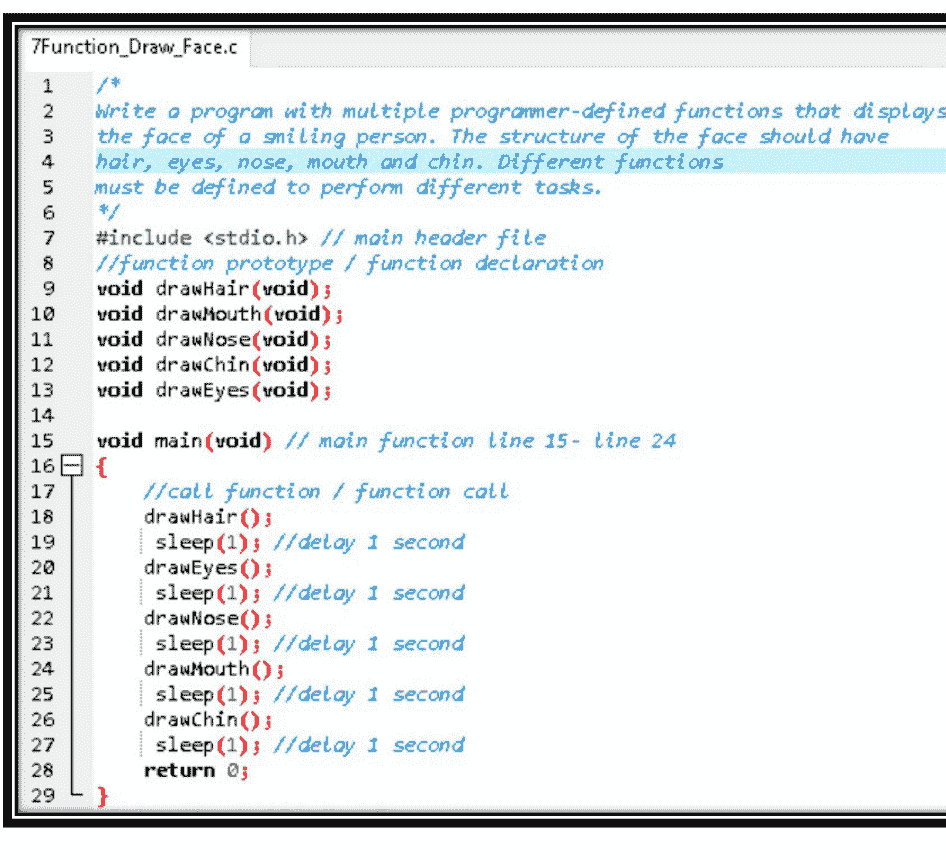 7Function_Draw_Face.c
1 /*
2 Write a program with multiple programmer-defined functions that displays
3 the face of a smiling person. The structure of the face should have
4 hair, eyes, nose, mouth and chin. Different functions
5 must be defined to perform different tasks.
6 */
7 #include <stdio.h> // main header file
8 //function prototype / function declaration
9 void drawHair(void);
10 void drawMouth(void);
11 void drawNose(void);
12 void drawChin(void);
13 void drawEyes(void);
14
15 void main(void) // main function line 15- line 24
16 {
17 //call function / function call
18 drawHair();
19 sleep(1); //delay 1 second
20 drawEyes();
21 sleep(1); //delay 1 second
22 drawNose();
23 sleep(1); //delay 1 second
24 drawMouth();
25 sleep(1); //delay 1 second
26 drawChin();
27 sleep(1); //delay 1 second
28 return 0;
29 }